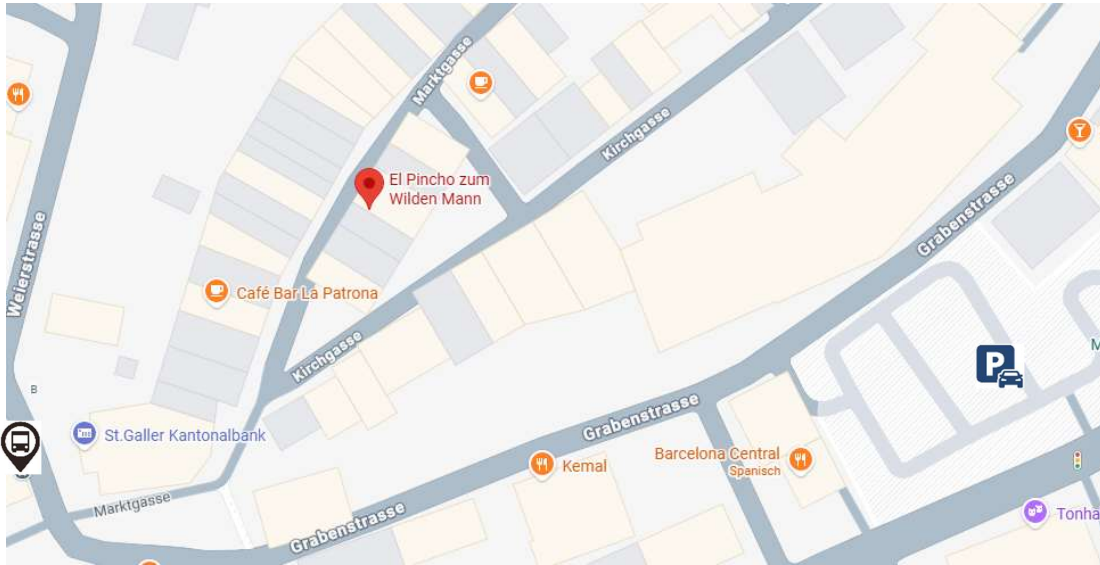 Marktgasse
Kirchgasse
El Pincho zum
Wilden Mann
Grabenstrasse
Weierstrasse
Café Bar La Patrona
Kirchgasse
P
M
B
Grabenstrasse
St.Galler Kantonalbank
Kemal
Barcelona Central
Spanisch
Marktgasse
Grabenstrasse
Tonha